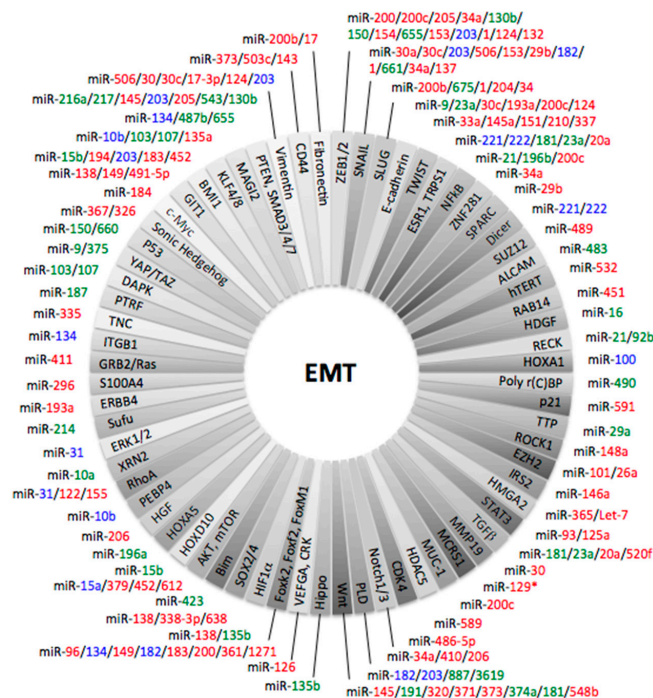 miR-200/200c/205/34a/130b/
150/154/655/153/203/1/124/132
miR-30a/30c/203/506/153/29b/182/
1/661/34a/137
miR-200b/675/1/204/34
miR-9/23a/30c/193a/200c/124
miR-33a/145a/151/210/337
miR-221/222/181/23a/20a
miR-21/196b/200c
miR-34a
miR-29b
miR-221/222
miR-489
miR-483
miR-532
miR-451
miR-16
miR-21/92b
miR-100
miR-490
miR-591
miR-29a
miR-148a
miR-101/26a
miR-146a
miR-365/Let-7
miR-93/125a
miR-181/23a/20a/520f
miR-30
miR-129*
miR-200c
miR-589
miR-486-5p
miR-34a/410/206
miR-182/203/887/3619
miR-145/191/320/371/373/374a/181/548b
miR-135b
miR-126
miR-96/134/149/182/183/200/361/1271
miR-138/135b
miR-138/338-3p/638
miR-423
miR-15a/379/452/612
miR-15b
miR-196a
miR-206
miR-10b
miR-31/122/155
miR-10a
miR-31
miR-214
miR-193a
miR-296
miR-411
miR-134
miR-335
miR-187
miR-103/107
miR-9/375
miR-150/660
miR-367/326
miR-184
miR-138/149/491-5p
miR-15b/194/203/183/452
miR-10b/103/107/135a
miR-134/487b/655
miR-216a/217/145/203/205/543/130b
miR-506/30/30c/17-3p/124/203
miR-373/503c/143
miR-200b/17
ZEB1/2
SNAIL
SLUG
E-cadherin
TWIST
ESR1, TRPS1
NFkB
ZNF281
SPARC
Dicer
SUZ12
ALCAM
hTERT
RAB14
HDGF
RECK
HOXA1
Poly r(C)BP
p21
TTP
ROCK1
EZH2
IRS2
HMGA2
STAT3
TGFβ
MMP19
MCRS1
MUC-1
HDAC5
CDK4
Notch1/3
PLD
Wnt
Hippo
VEFGA, CRK
Foxk2, Foxf2, FoxM1
HIF1α
SOX2/4
Bim
AKT, mTOR
HOXD10
HOXA5
HGF
PEBP4
RhoA
XRN2
ERK1/2
Sufu
ERBB4
S100A4
GRB2/Ras
ITGB1
TNC
PTRF
DAPK
YAP/TAZ
P53
Sonic Hedgehog
c-Myc
GIT1
BMI1
KLF4/8
MAGI2
PTEN, SMAD3/4/7
Vimentin
CD44
Fibronectin
EMT